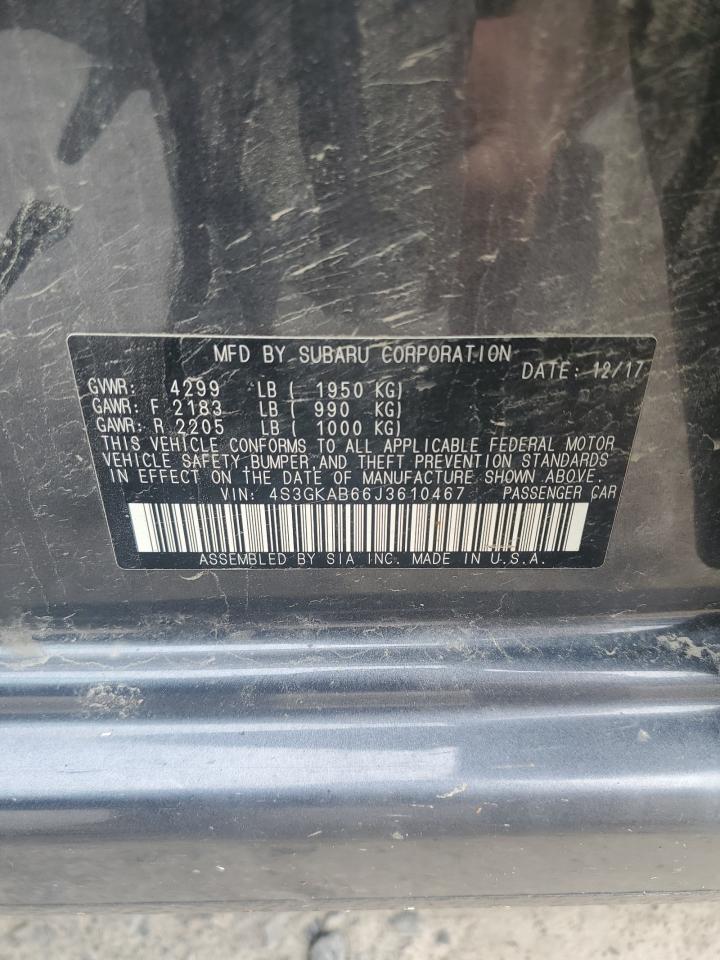 MFD BY SUBARU CORPORATION
DATE: 12/17
GVWR: 4299 LB ( 1950 KG)
GAWR: F 2183 LB ( 990 KG)
GAWR: R 2205 LB ( 1000 KG)
THIS VEHICLE CONFORMS TO ALL APPLICABLE FEDERAL MOTOR
VEHICLE SAFETY,BUMPER,AND THEFT PREVENTION STANDARDS
IN EFFECT ON THE DATE OF MANUFACTURE SHOWN ABOVE.
VIN: 4S3GKAB66J3610467 PASSENGER CAR
ASSEMBLED BY SIA INC. MADE IN U.S.A.